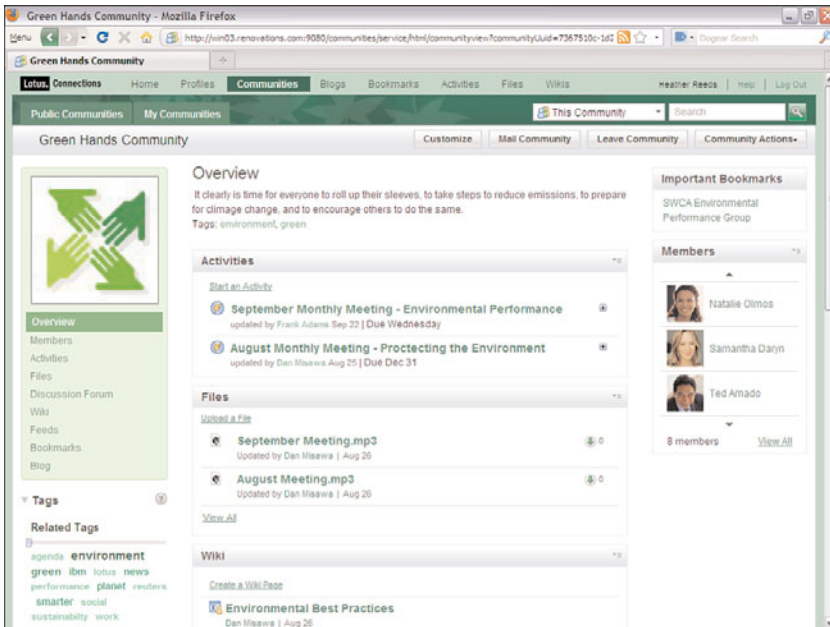 Green Hands Community - Mozilla Firefox
Menu
http://win03.renovations.com:9080/communities/service/html/communityview?communityUuid=7367510c-1d2
Dogear Search
Green Hands Community
Lotus. Connections Home Profiles Communities Blogs Bookmarks Activities Files Wikis Heather Reeds | Help | Log Out
Public Communities My Communities This Community Search
Green Hands Community Customize Mail Community Leave Community Community Actions
Overview
It clearly is time for everyone to roll up their sleeves, to take steps to reduce emissions, to prepare
for climage change, and to encourage others to do the same.
Tags: environment, green
Activities
Start an Activity
September Monthly Meeting - Environmental Performance
updated by Frank Adams Sep 22 | Due Wednesday
August Monthly Meeting - Proctecting the Environment
updated by Dan Misawa Aug 25 | Due Dec 31
Files
Upload a File
September Meeting.mp3 0
Updated by Dan Misawa | Aug 26
August Meeting.mp3 0
Updated by Dan Misawa | Aug 26
View All
Wiki
Create a Wiki Page
Environmental Best Practices
Dan Misawa | Aug 26
Overview
Members
Activities
Files
Discussion Forum
Wiki
Feeds
Bookmarks
Blog
Tags ?
Related Tags
agenda environment
green ibm lotus news
performance planet reuters
smarter social
sustainabilty work
Important Bookmarks
SWCA Environmental
Performance Group
Members
Natalie Olmos
Samantha Daryn
Ted Amado
8 members View All